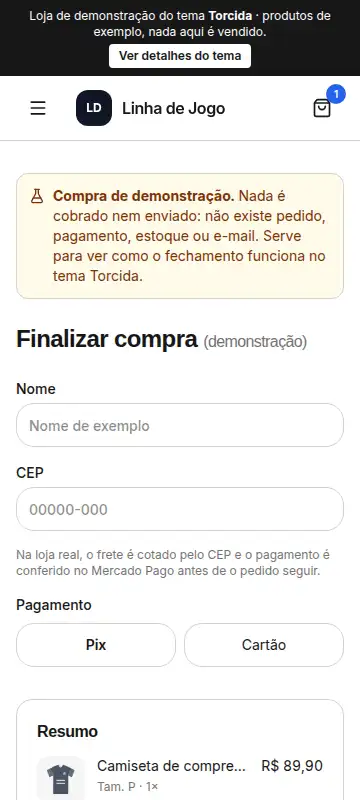 Loja de demonstração do tema Torcida · produtos de
exemplo, nada aqui é vendido.
Ver detalhes do tema
LD
Linha de Jogo
1
Compra de demonstração. Nada é
cobrado nem enviado: não existe pedido,
pagamento, estoque ou e-mail. Serve
para ver como o fechamento funciona no
tema Torcida.
Finalizar compra (demonstração)
Nome
Nome de exemplo
CEP
00000-000
Na loja real, o frete é cotado pelo CEP e o pagamento é
conferido no Mercado Pago antes de o pedido seguir.
Pagamento
Pix
Cartão
Resumo
Camiseta de compre... R$ 89,90
Tam. P · 1×